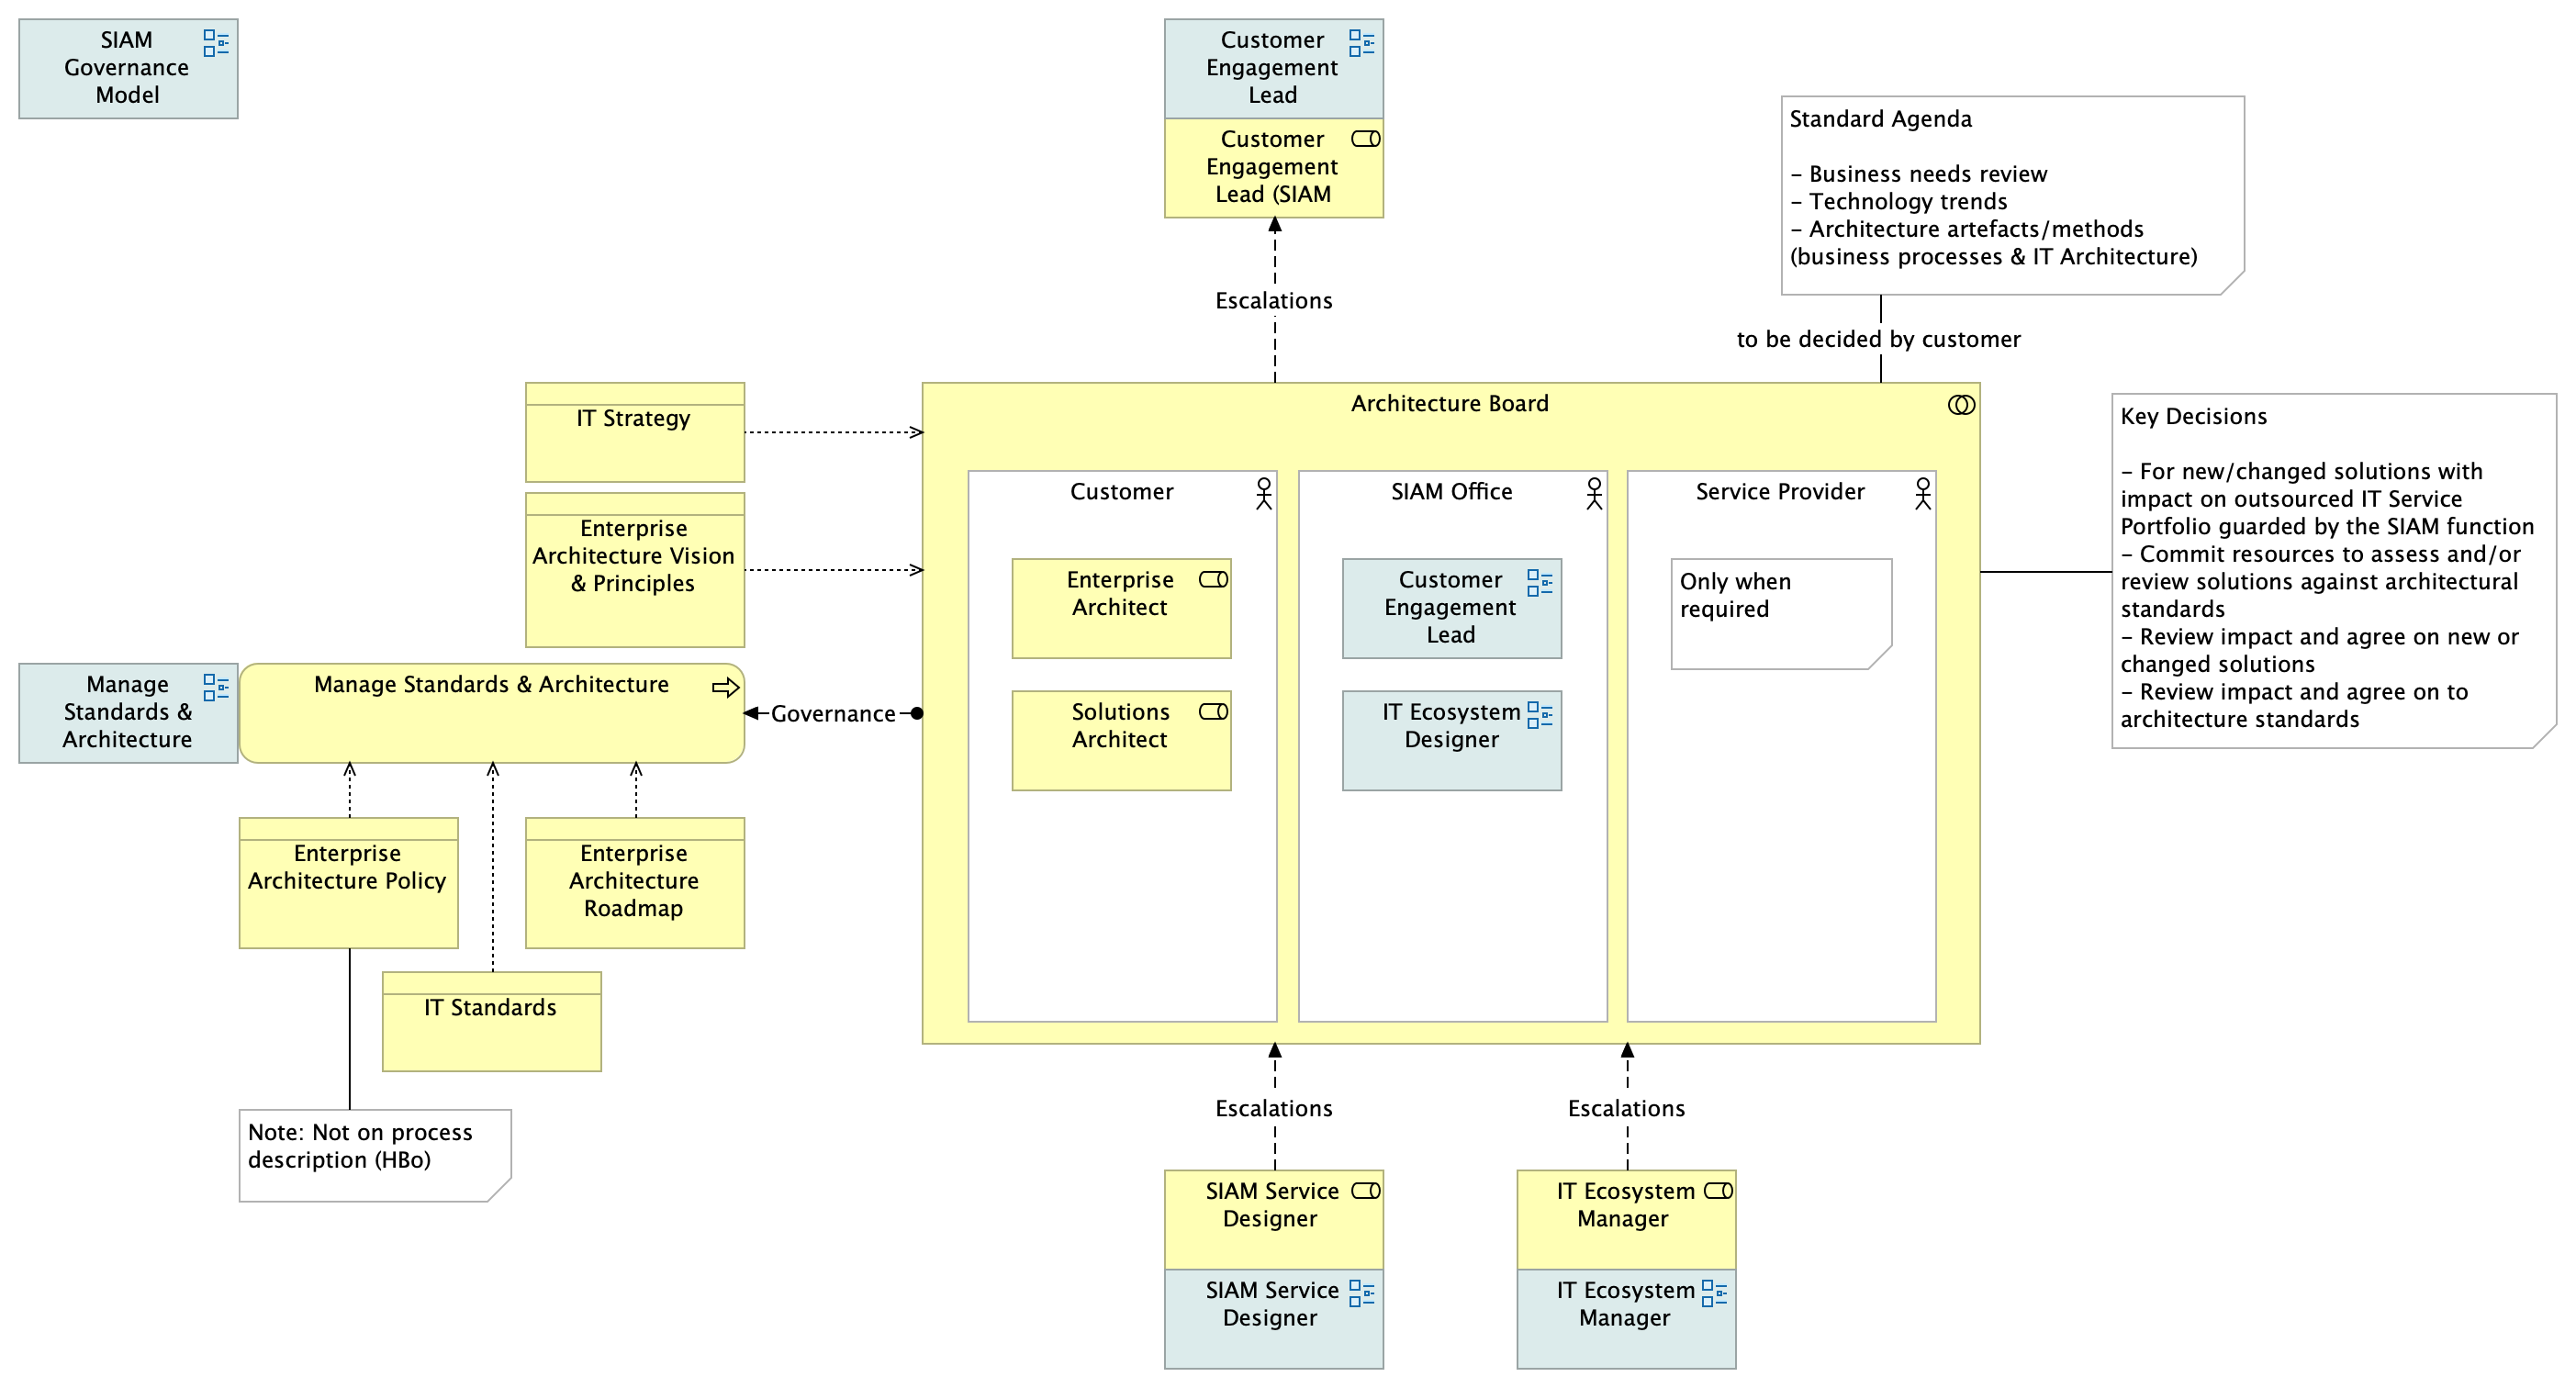 SIAM
Governance
Model
Customer
Engagement
Lead
Customer
Engagement
Lead (SIAM
Standard Agenda
- Business needs review
- Technology trends
- Architecture artefacts/methods
(business processes & IT Architecture)
Escalations
to be decided by customer
IT Strategy
Enterprise
Architecture Vision
& Principles
Architecture Board
Customer
Enterprise
Architect
Solutions
Architect
SIAM Office
Customer
Engagement
Lead
IT Ecosystem
Designer
Service Provider
Only when
required
Key Decisions
- For new/changed solutions with
impact on outsourced IT Service
Portfolio guarded by the SIAM function
- Commit resources to assess and/or
review solutions against architectural
standards
- Review impact and agree on new or
changed solutions
- Review impact and agree on to
architecture standards
Manage
Standards &
Architecture
Manage Standards & Architecture
Governance
Enterprise
Architecture Policy
Enterprise
Architecture
Roadmap
IT Standards
Note: Not on process
description (HBo)
Escalations
Escalations
SIAM Service
Designer
IT Ecosystem
Manager
SIAM Service
Designer
IT Ecosystem
Manager